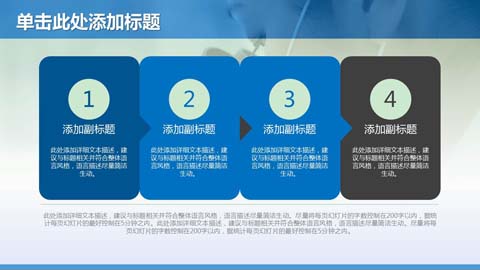 单击此处添加标题
1
添加副标题
此处添加详细文本描述，建
议与标题相关并符合整体语
言风格，语言描述尽量简洁
生动。
2
添加副标题
此处添加详细文本描述，建
议与标题相关并符合整体语
言风格，语言描述尽量简洁
生动。
3
添加副标题
此处添加详细文本描述，建
议与标题相关并符合整体语
言风格，语言描述尽量简洁
生动。
4
添加副标题
此处添加详细文本描述，建
议与标题相关并符合整体语
言风格，语言描述尽量简洁
生动。
此处添加详细文本描述，建议与标题相关并符合整体语言风格，语言描述尽量简洁生动。尽量将每页幻灯片的字数控制在200字以内，据统
计每页幻灯片的最好控制在5分钟之内。此处添加详细文本描述，建议与标题相关并符合整体语言风格，语言描述尽量简洁生动。尽量将每
页幻灯片的字数控制在200字以内，据统计每页幻灯片的最好控制在5分钟之内。